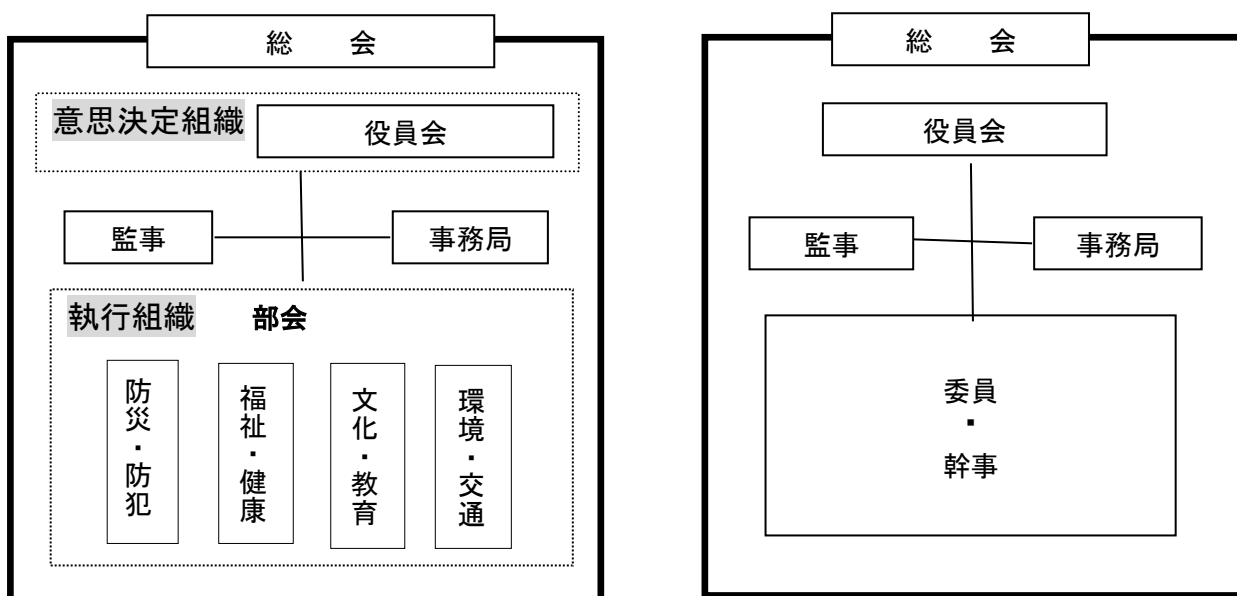 総　　会
意思決定組織
役員会
監事
事務局
執行組織
部会
防災・防犯
福祉・健康
文化・教育
環境・交通
総　　会
役員会
監事
事務局
委員
・
幹事